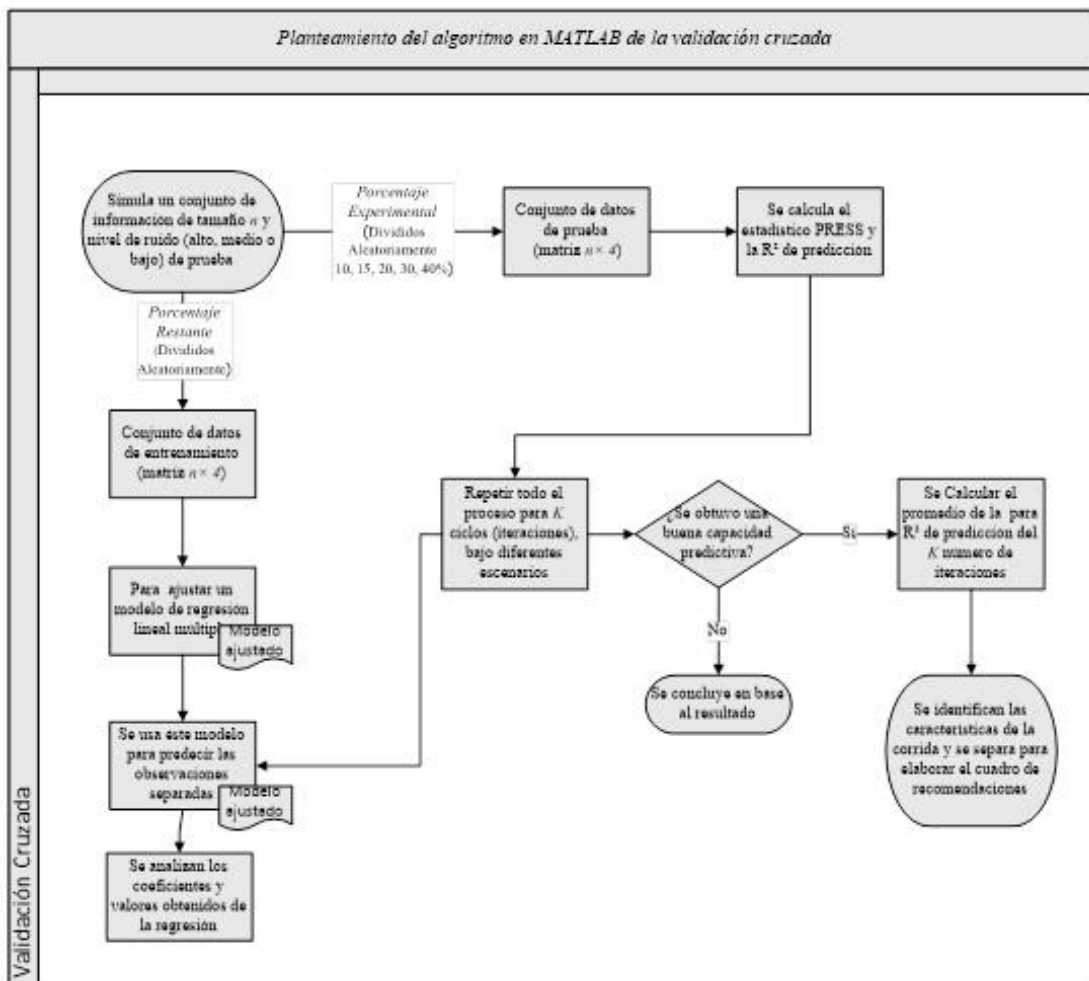 Planteamiento del algoritmo en MATLAB de la validación cruzada
Validación Cruzapa
Simula un conjunto de
información de tamaño n y
nivel de ruido (alto, medio o
bajo) de prueba
Porcentaje
Experimental
(Divididos
Aleatoriamente
10, 15, 20, 30, 40%)
Conjunto de datos
de prueba
(matriz n× 4)
Se calcula el
estadístico PRESS y
la R² de predicción
Porcentaje
Restante
(Divididos
Aleatoriamente)
Conjunto de datos
de entrenamiento
(matriz n× 4)
Repetir todo el
proceso para K
ciclos (iteraciones),
bajo diferentes
escenarios
¿Se obtuvo una
buena capacidad
predictiva?
Si
Se Calcular el
promedio de la para
R² de predicción del
K numero de
iteraciones
Para ajustar un
modelo de regresión
lineal múltipl
Modelo
ajustado
No
Se concluye en base
al resultado
Se identifican las
características de la
corrida y se separa para
elaborar el cuadro de
recomendaciones
Se usa este modelo
para predecir las
observaciones
separadas
Modelo
ajustado
Se analizan los
coeficientes y
valores obtenidos de
la regresión